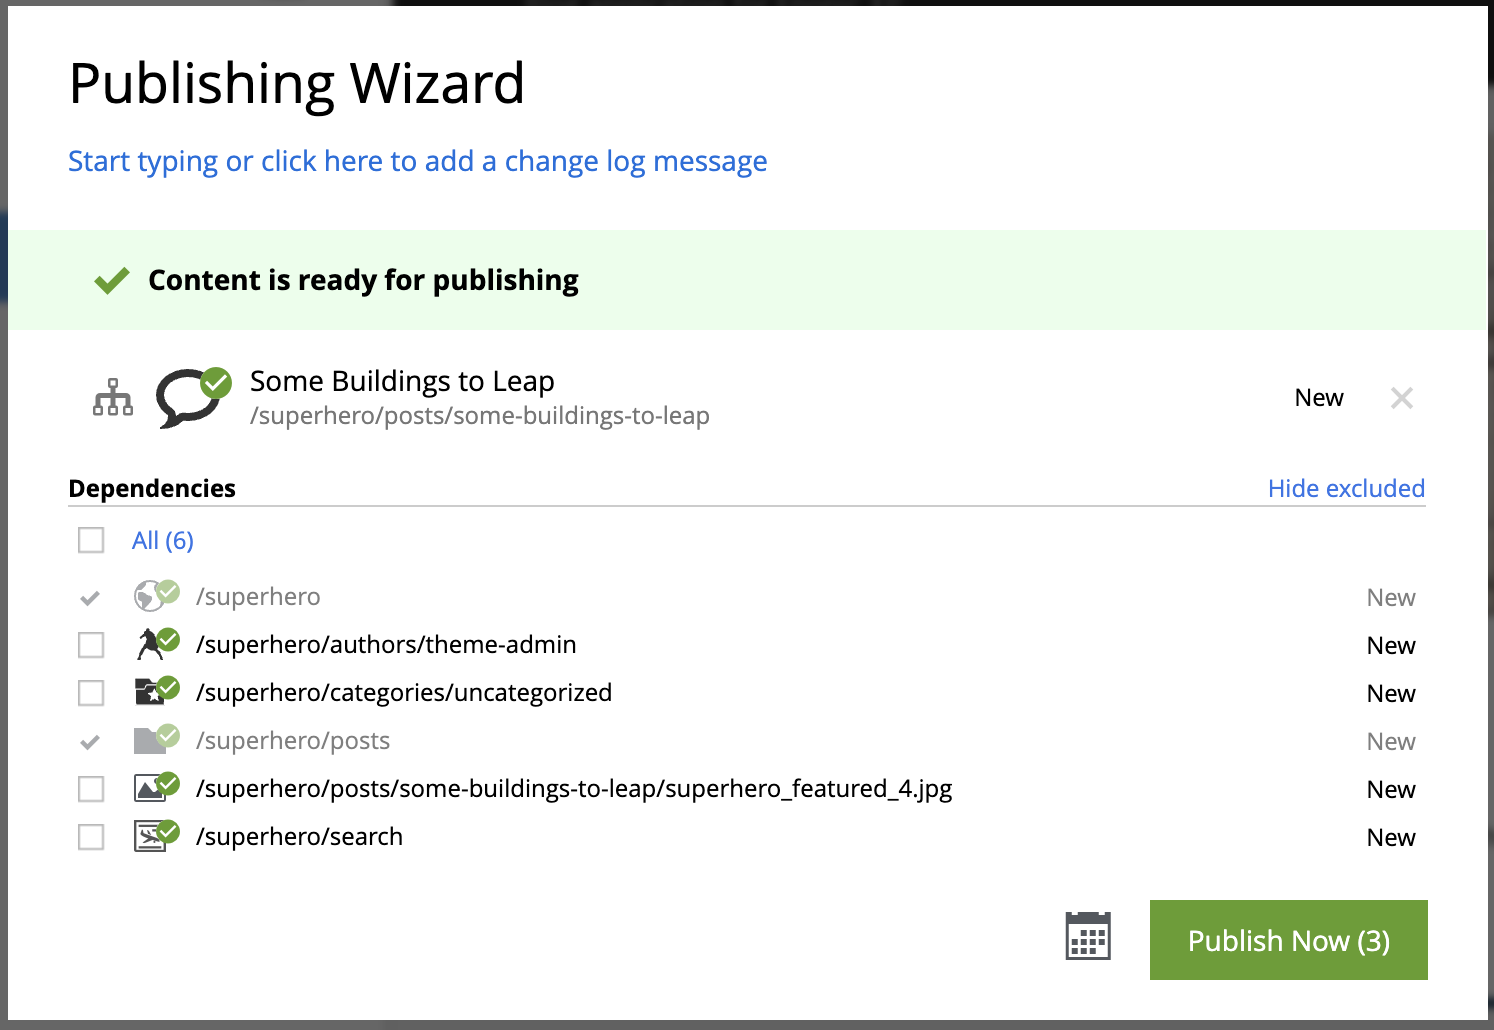 Publishing Wizard
Start typing or click here to add a change log message
Content is ready for publishing
Some Buildings to Leap
/superhero/posts/some-buildings-to-leap
New
Dependencies
Hide excluded
All (6)
/superhero
New
/superhero/authors/theme-admin
New
/superhero/categories/uncategorized
New
/superhero/posts
New
/superhero/posts/some-buildings-to-leap/superhero_featured_4.jpg
New
/superhero/search
New
Publish Now (3)